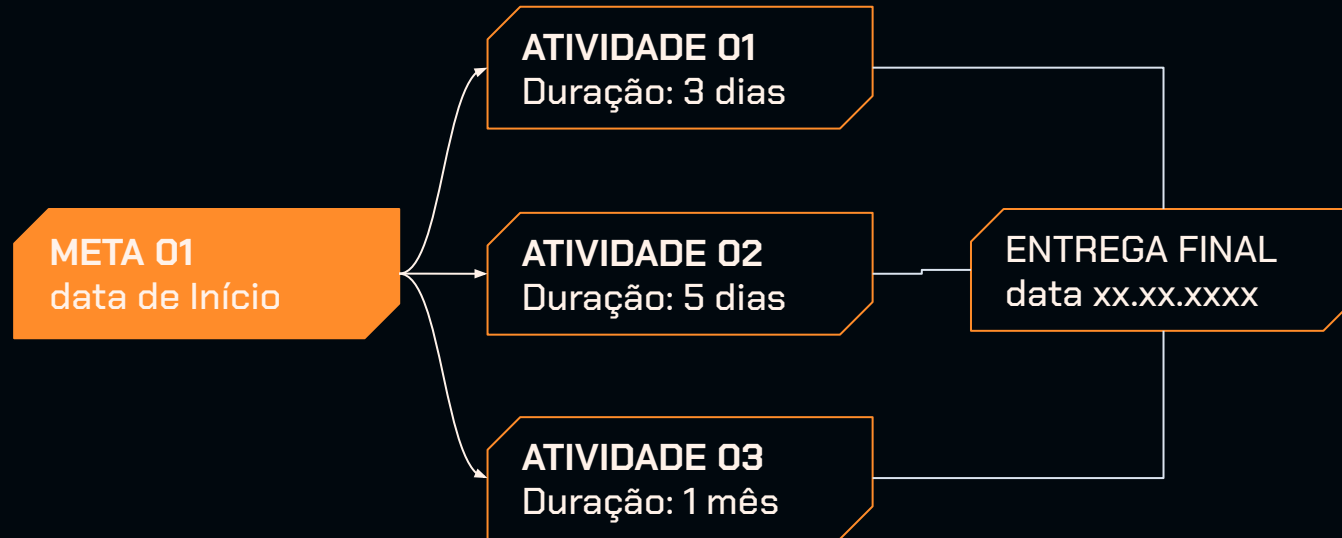 META 01
data de Início
ATIVIDADE 01
Duração: 3 dias
ATIVIDADE 02
Duração: 5 dias
ATIVIDADE 03
Duração: 1 mês
ENTREGA FINAL
data xx.xx.xxxx